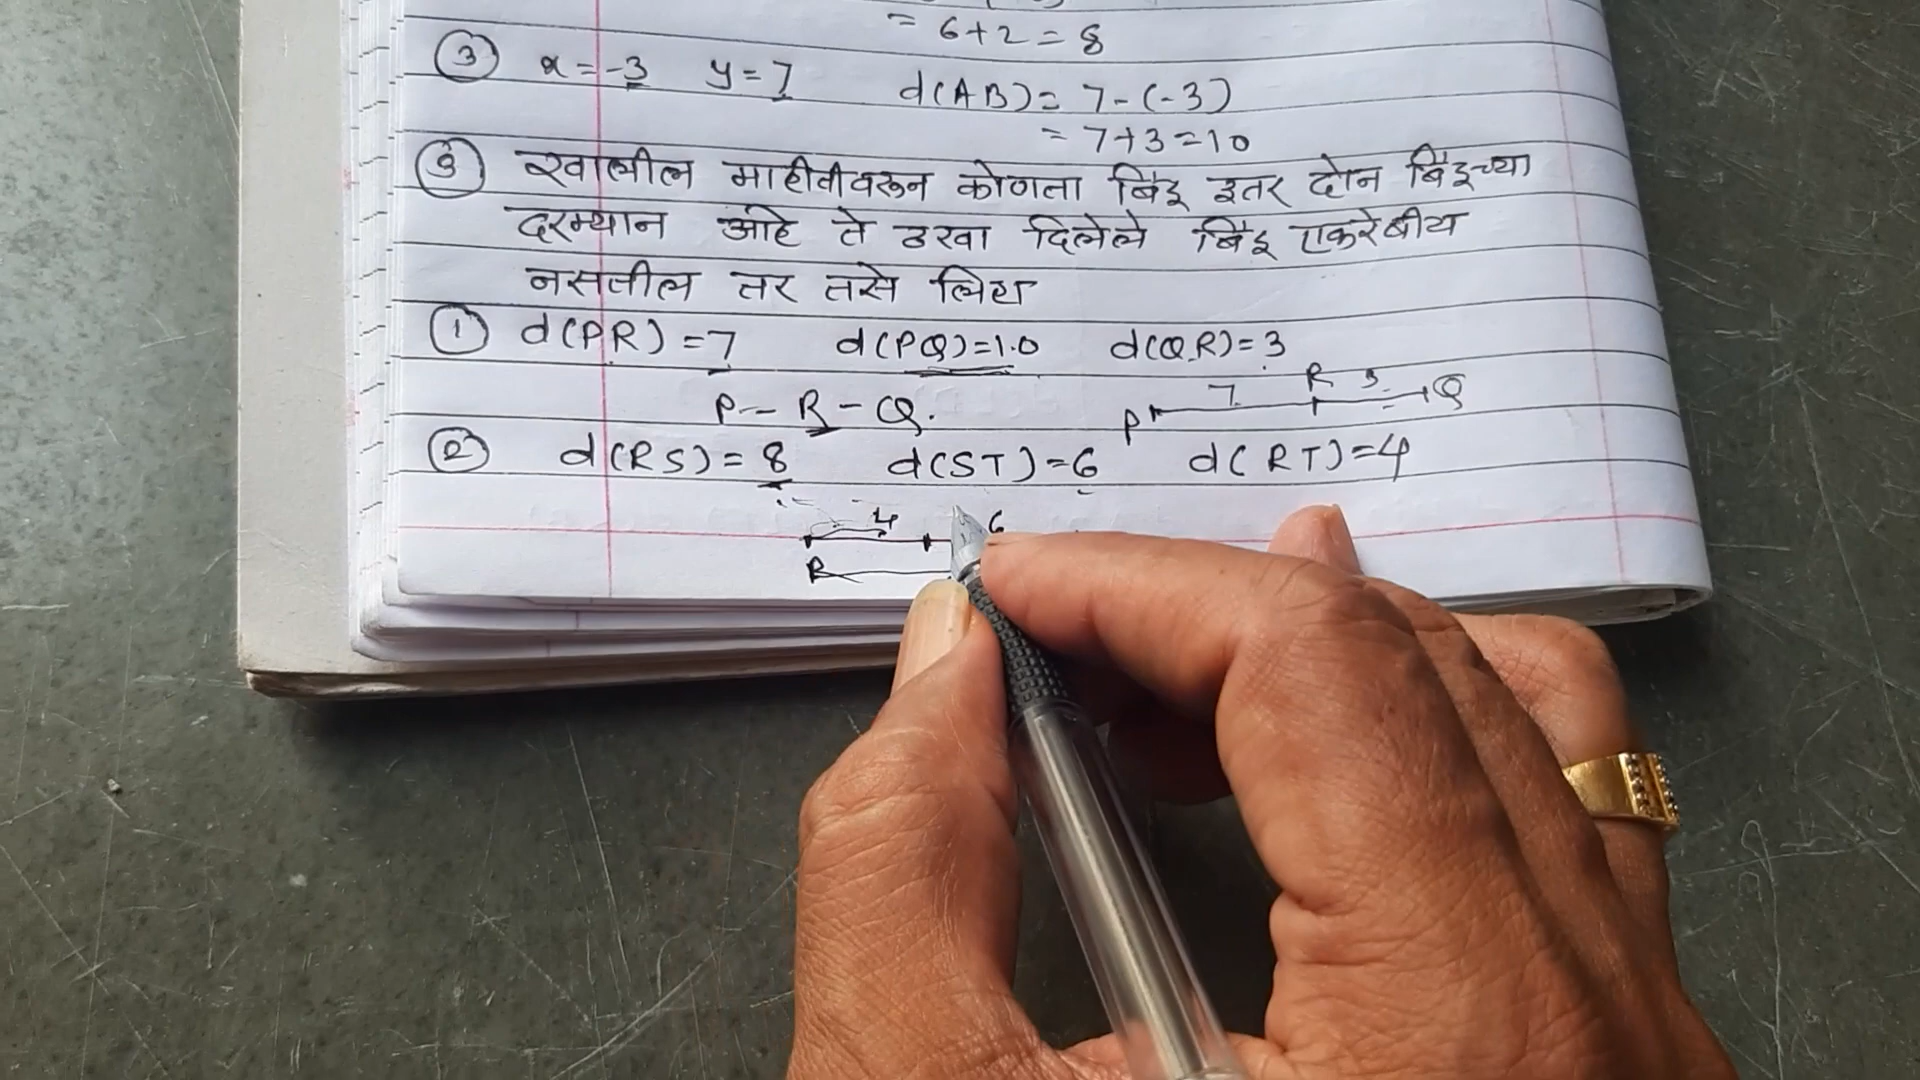 = 6+2 = 8
③ x = -3 y = 7 d(AB) = 7-(-3)
= 7+3 = 10
③ खालील माहीतीवरून कोणता बिंदू इतर दोन बिंदूच्या
दरम्यान आहे ते ठरवा दिलेले बिंदू एकरेषीय
नसतील तर तसे लिहा
① d(PR) = 7 d(PQ)=10 d(QR)= 3
P – R – Q.
P 7 R 3 Q
② d(RS) = 8 d(ST)=6 d(RT)=4
4 6
R